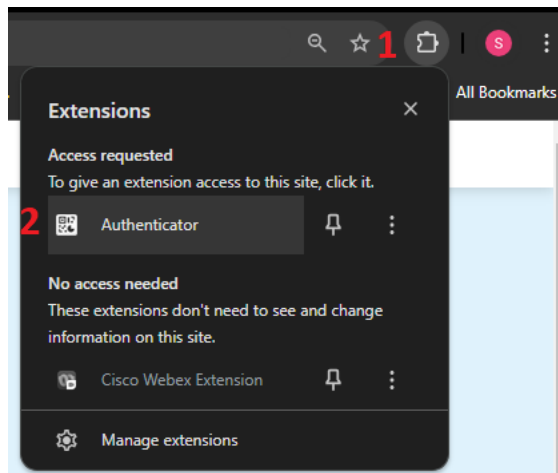 1
S
All Bookmarks
Extensions
Access requested
To give an extension access to this site, click it.
2
Authenticator
No access needed
These extensions don't need to see and change
information on this site.
Cisco Webex Extension
Manage extensions